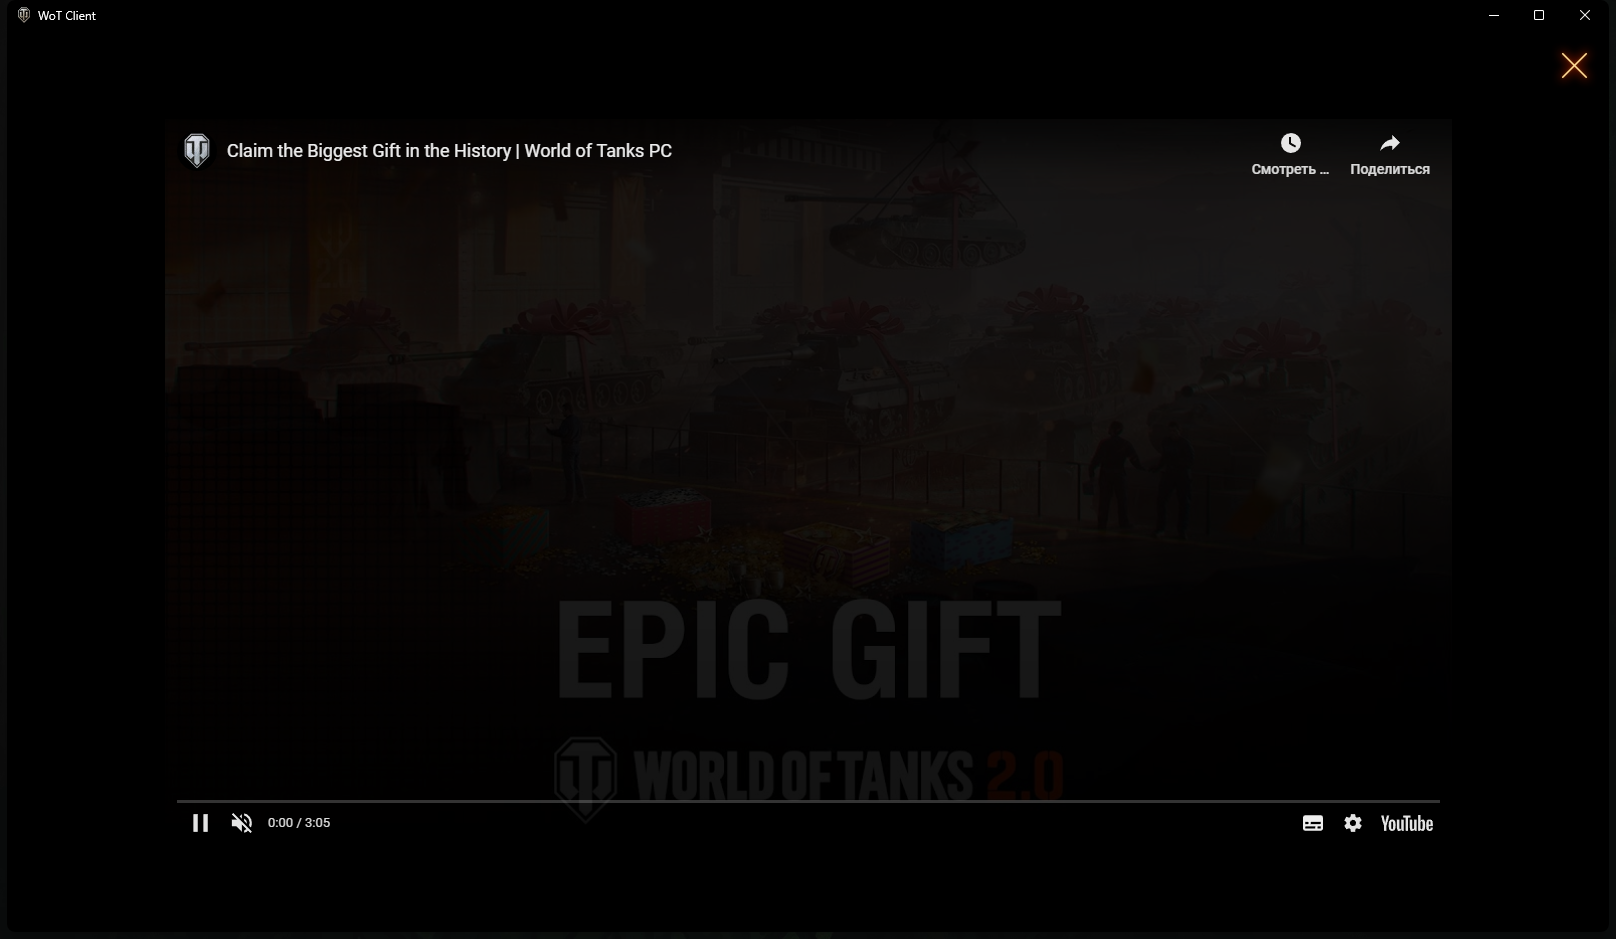 WoT Client
Claim the Biggest Gift in the History | World of Tanks PC
Смотреть ...
Поделиться
EPIC GIFT
WORLD OF TANKS 2.0
0:00 / 3:05
YouTube